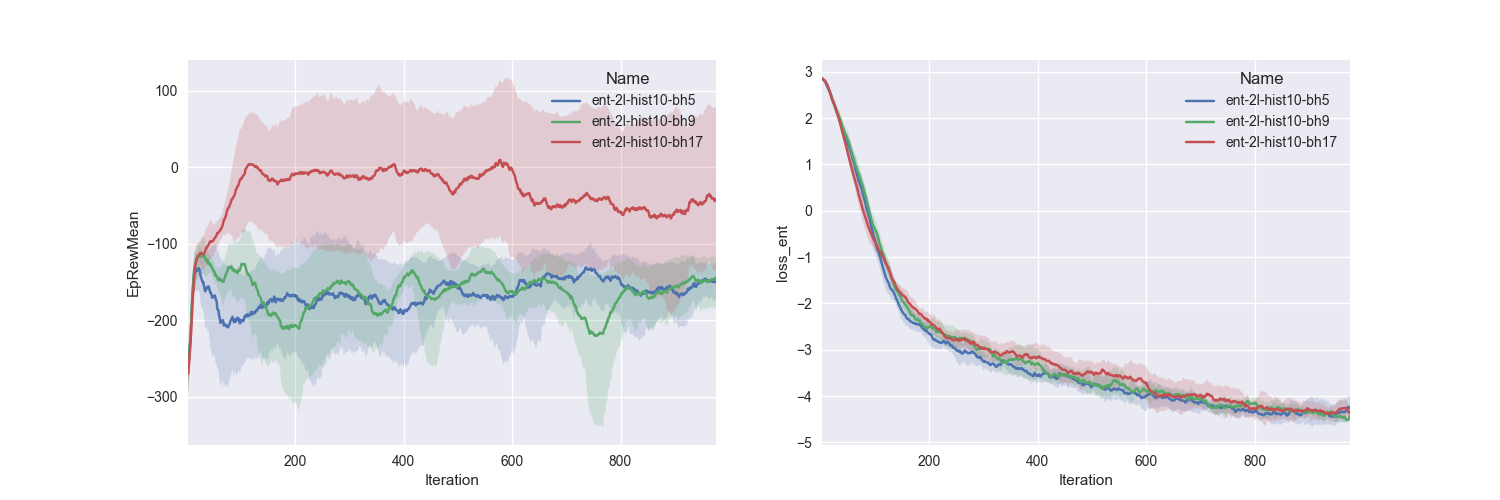 100
0
−100
−200
−300
EpRewMean
200
400
600
800
Iteration
Name
ent-2l-hist10-bh5
ent-2l-hist10-bh9
ent-2l-hist10-bh17
3
2
1
0
−1
−2
−3
−4
−5
loss_ent
200
400
600
800
Iteration
Name
ent-2l-hist10-bh5
ent-2l-hist10-bh9
ent-2l-hist10-bh17